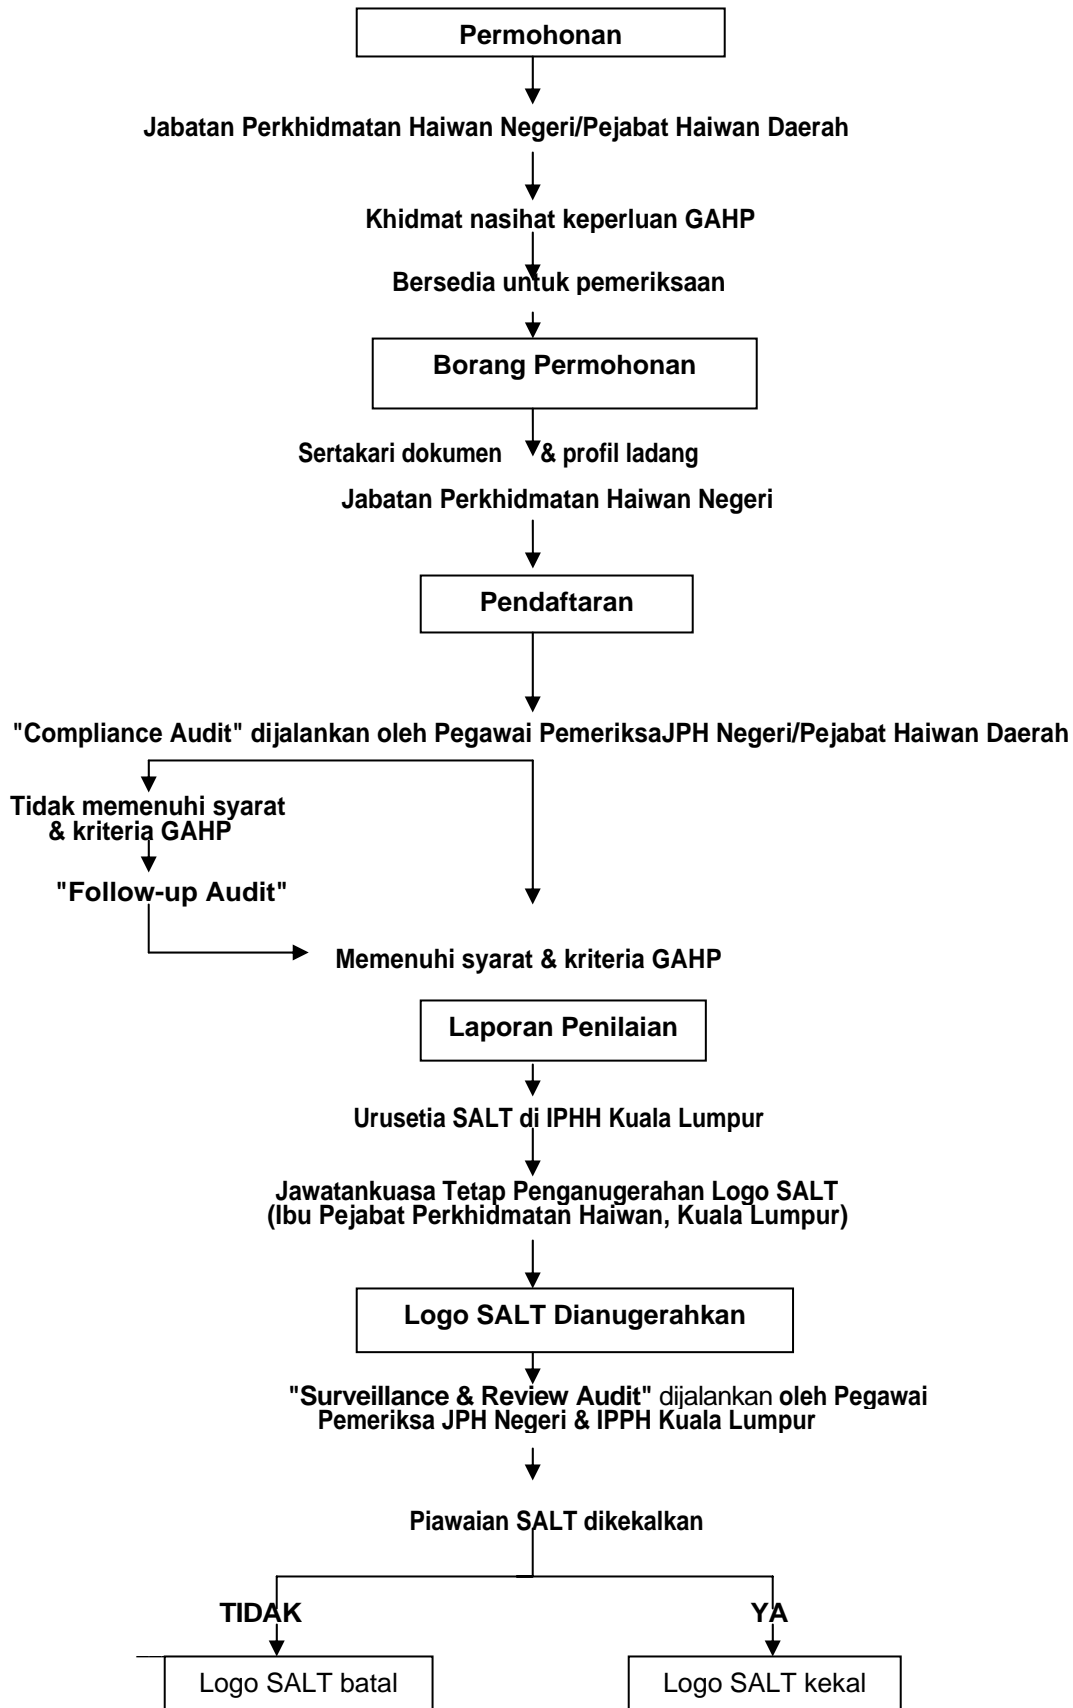 Permohonan
Jabatan Perkhidmatan Haiwan Negeri/Pejabat Haiwan Daerah
Khidmat nasihat keperluan GAHP
Bersedia untuk pemeriksaan
Borang Permohonan
Sertakari dokumen & profil ladang
Jabatan Perkhidmatan Haiwan Negeri
Pendaftaran
"Compliance Audit" dijalankan oleh Pegawai PemeriksaJPH Negeri/Pejabat Haiwan Daerah
Tidak memenuhi syarat
& kriteria GAHP
"Follow-up Audit"
Memenuhi syarat & kriteria GAHP
Laporan Penilaian
Urusetia SALT di IPHH Kuala Lumpur
Jawatankuasa Tetap Penganugerahan Logo SALT
(Ibu Pejabat Perkhidmatan Haiwan, Kuala Lumpur)
Logo SALT Dianugerahkan
"Surveillance & Review Audit" dijalankan oleh Pegawai
Pemeriksa JPH Negeri & IPPH Kuala Lumpur
Piawaian SALT dikekalkan
TIDAK YA
Logo SALT batal Logo SALT kekal